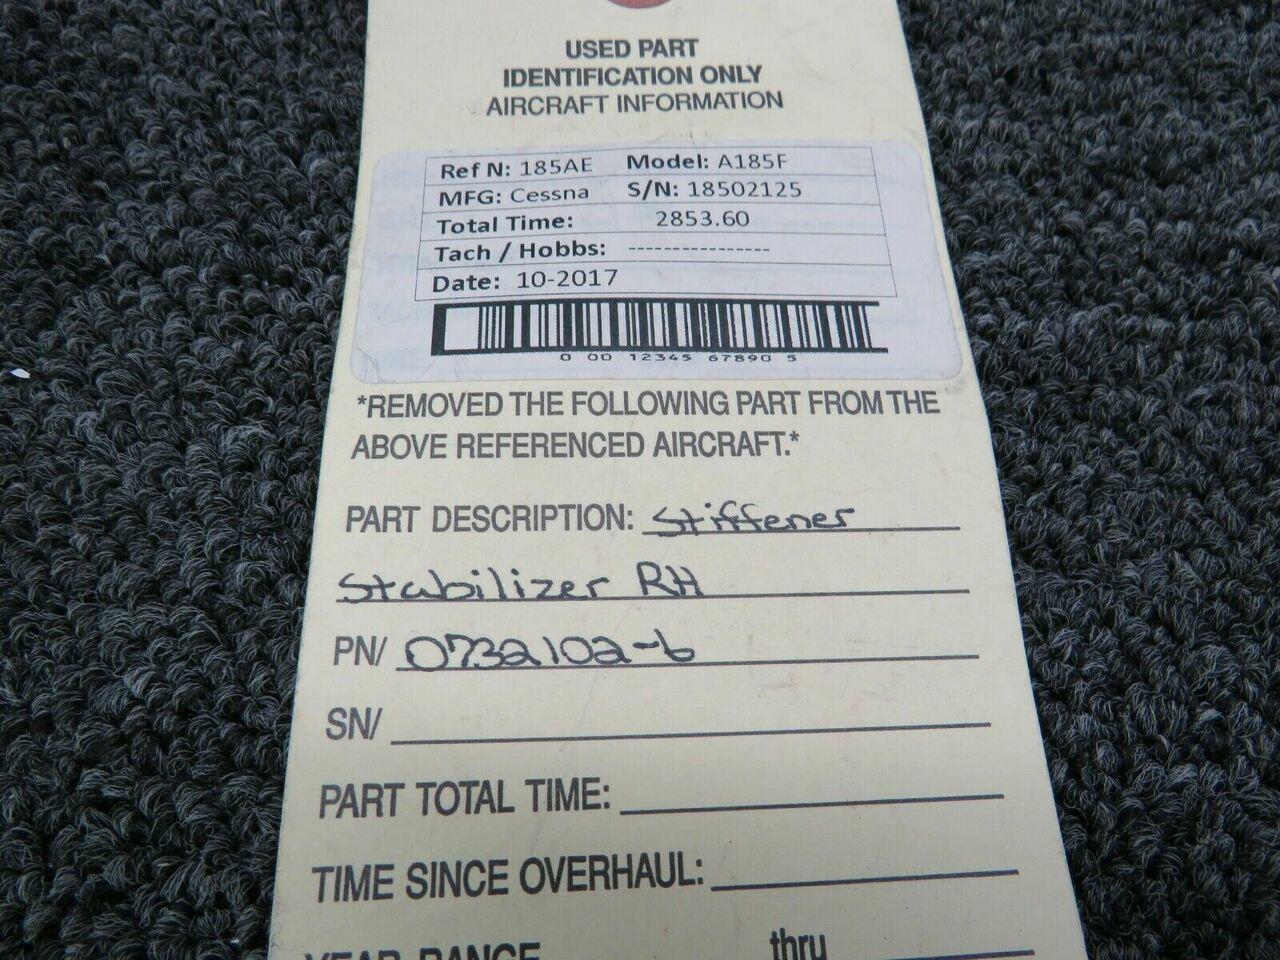 USED PART
IDENTIFICATION ONLY
AIRCRAFT INFORMATION
Ref N: 185AE Model: A185F
MFG: Cessna S/N: 18502125
Total Time: 2853.60
Tach / Hobbs: ----------------
Date: 10-2017
0 00 12345 67890 5
*REMOVED THE FOLLOWING PART FROM THE
ABOVE REFERENCED AIRCRAFT.*
PART DESCRIPTION: Stiffener
Stabilizer RH
PN/ 0732102-6
SN/
PART TOTAL TIME:
TIME SINCE OVERHAUL:
YEAR RANGE thru